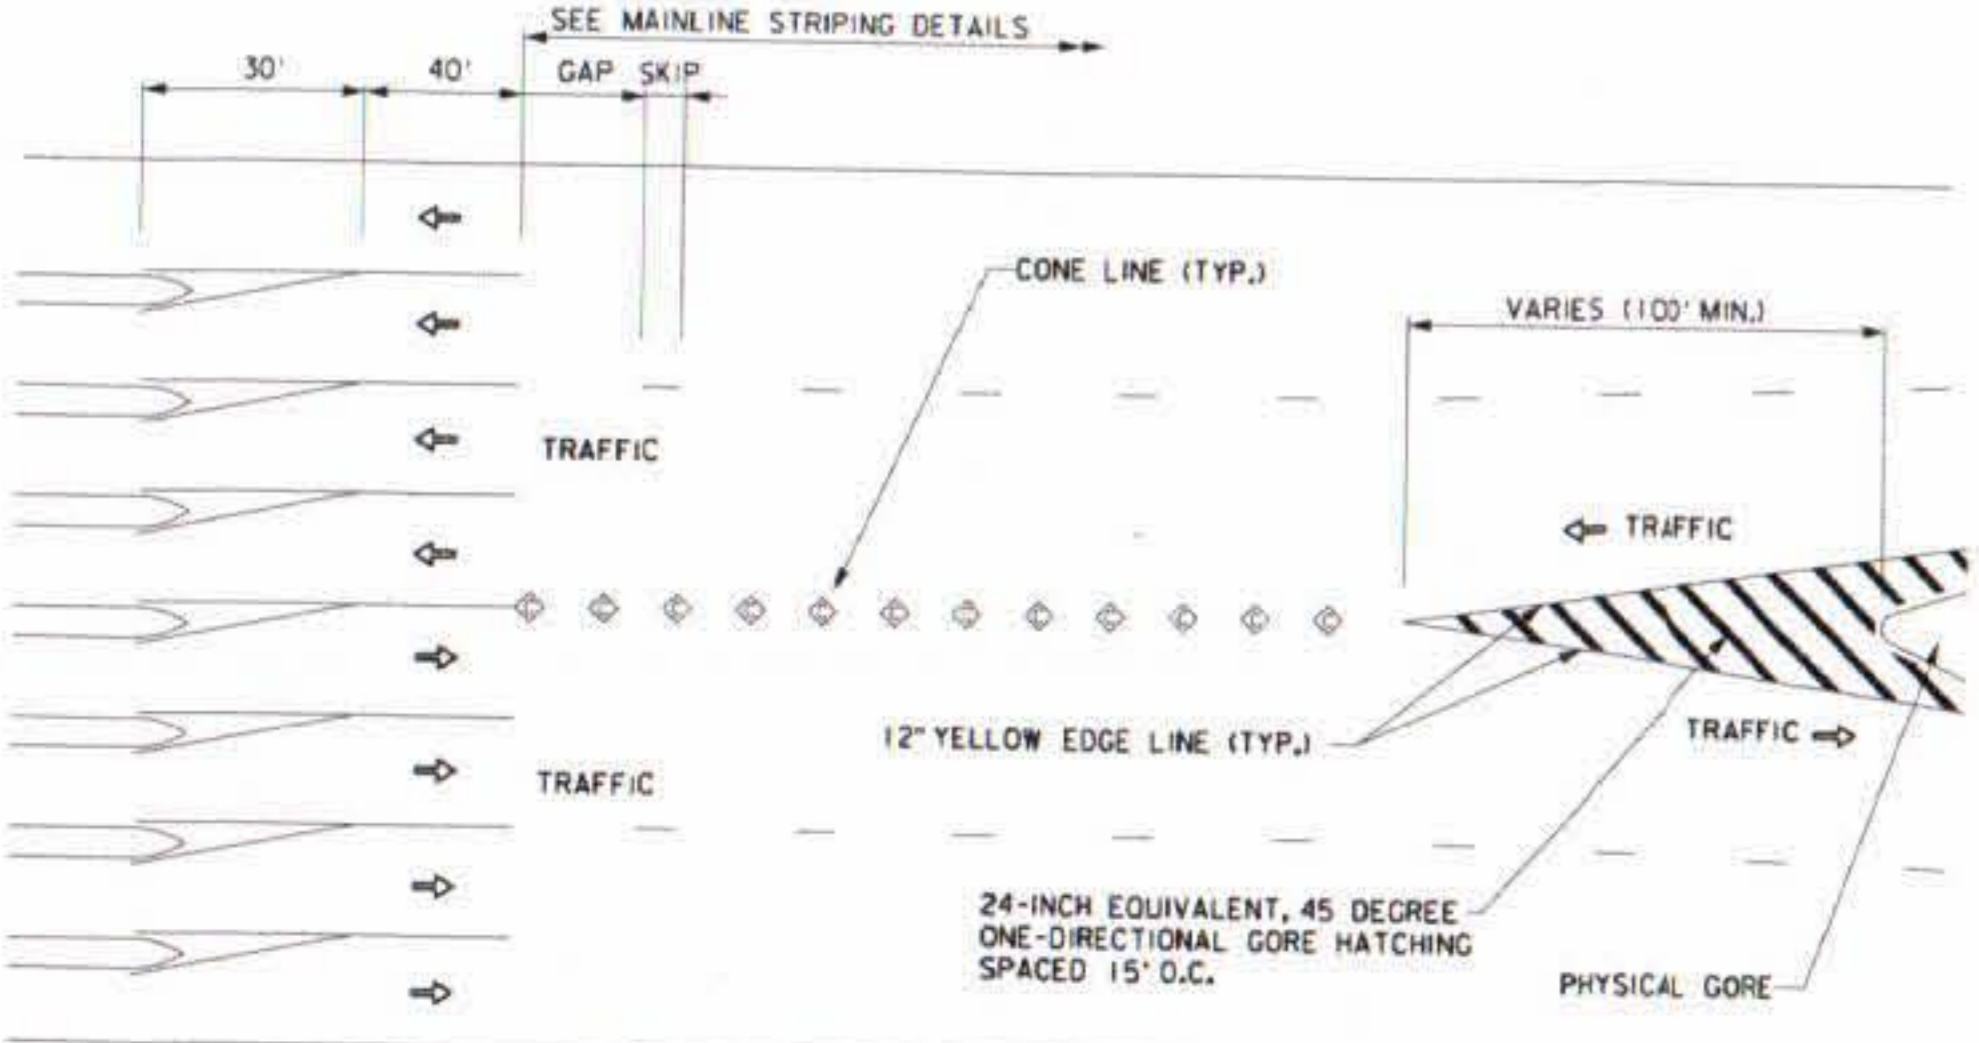 SEE MAINLINE STRIPING DETAILS
30' 40' GAP SKIP
CONE LINE (TYP.)
VARIES (100' MIN.)
TRAFFIC
TRAFFIC
C C C C C C C C C C C C
12" YELLOW EDGE LINE (TYP.)
TRAFFIC
TRAFFIC
24-INCH EQUIVALENT, 45 DEGREE
ONE-DIRECTIONAL GORE HATCHING
SPACED 15' O.C.
PHYSICAL GORE